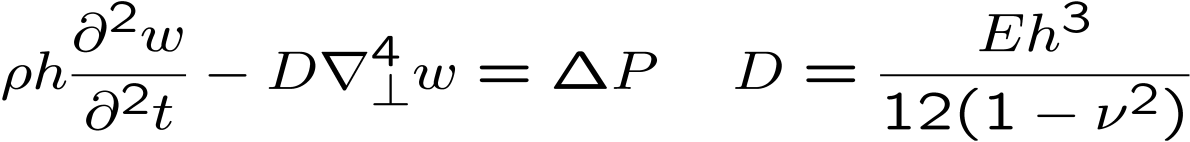 ρh ∂²w/∂²t − D∇⊥⁴w = ΔP  D = Eh³/12(1 − ν²)